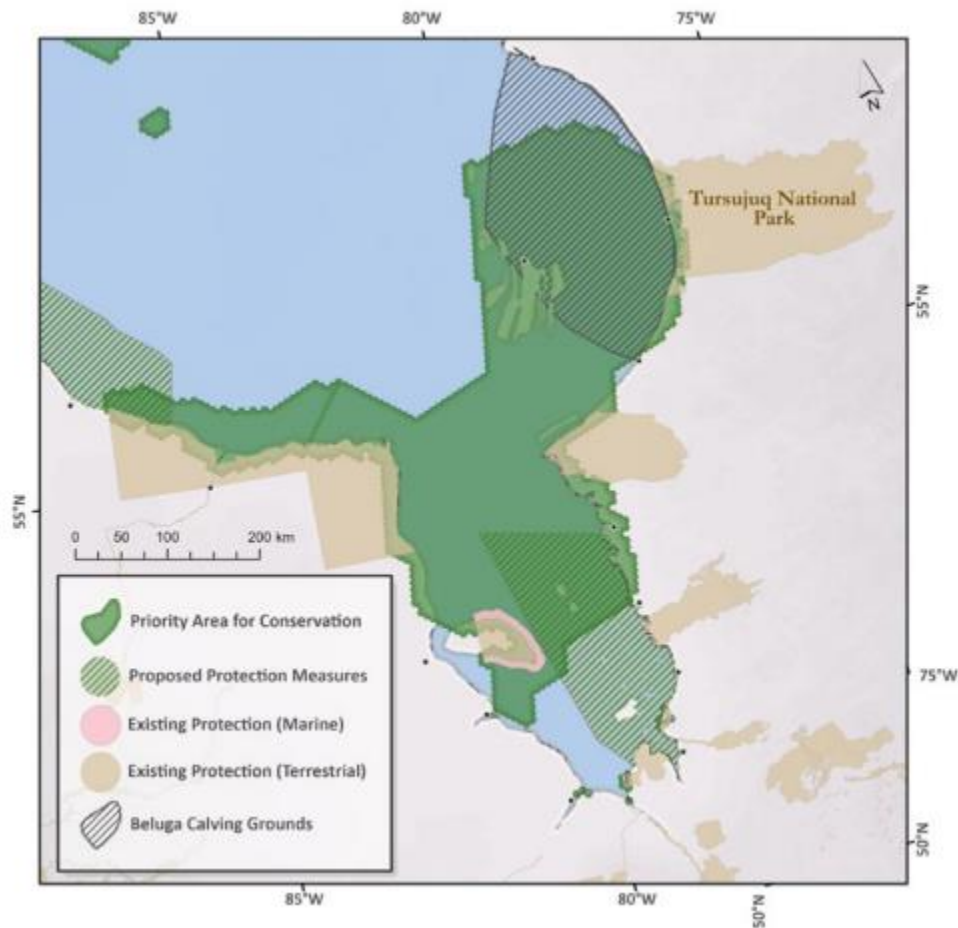 85°W 80°W 75°W
N
Tursujuq National
Park
55°N
55°N
0 50 100 200 km
Priority Area for Conservation
Proposed Protection Measures
Existing Protection (Marine)
Existing Protection (Terrestrial)
Beluga Calving Grounds
75°W
50°N
85°W 80°W
50°N